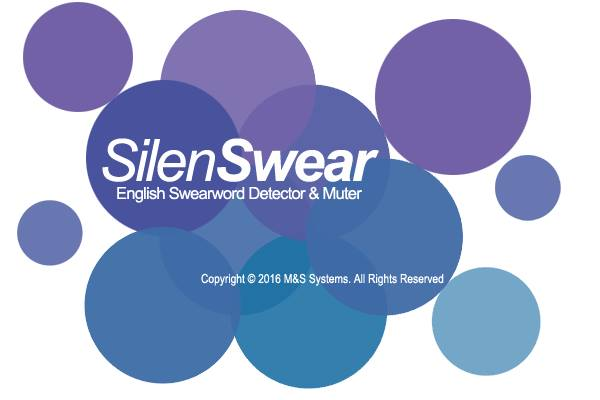 SilenSwear
English Swearword Detector & Muter
Copyright © 2016 M&S Systems. All Rights Reserved